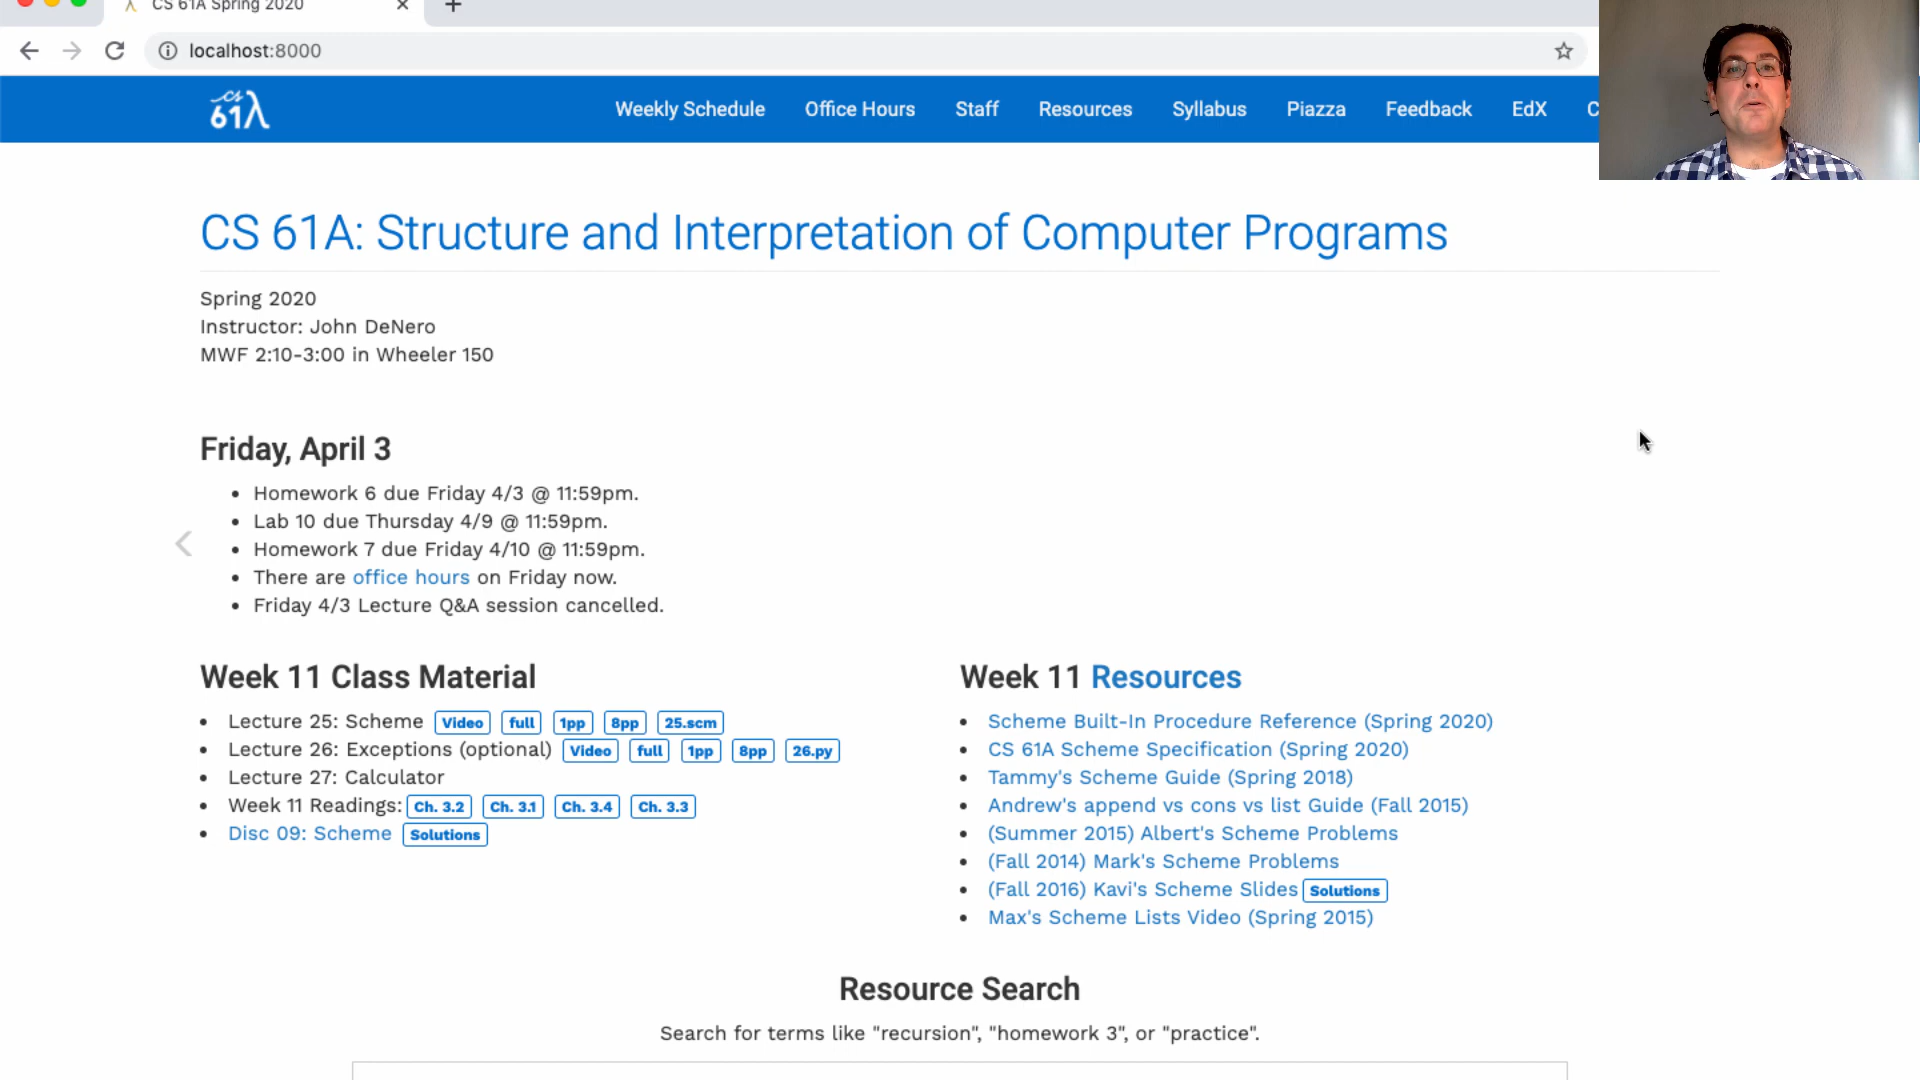 CS 61A Spring 2020
localhost:8000
CS 61λ
Weekly Schedule Office Hours Staff Resources Syllabus Piazza Feedback EdX C
CS 61A: Structure and Interpretation of Computer Programs
Spring 2020
Instructor: John DeNero
MWF 2:10-3:00 in Wheeler 150
Friday, April 3
Homework 6 due Friday 4/3 @ 11:59pm.
Lab 10 due Thursday 4/9 @ 11:59pm.
Homework 7 due Friday 4/10 @ 11:59pm.
There are office hours on Friday now.
Friday 4/3 Lecture Q&A session cancelled.
Week 11 Class Material
Lecture 25: Scheme Video full 1pp 8pp 25.scm
Lecture 26: Exceptions (optional) Video full 1pp 8pp 26.py
Lecture 27: Calculator
Week 11 Readings: Ch. 3.2 Ch. 3.1 Ch. 3.4 Ch. 3.3
Disc 09: Scheme Solutions
Week 11 Resources
Scheme Built-In Procedure Reference (Spring 2020)
CS 61A Scheme Specification (Spring 2020)
Tammy's Scheme Guide (Spring 2018)
Andrew's append vs cons vs list Guide (Fall 2015)
(Summer 2015) Albert's Scheme Problems
(Fall 2014) Mark's Scheme Problems
(Fall 2016) Kavi's Scheme Slides Solutions
Max's Scheme Lists Video (Spring 2015)
Resource Search
Search for terms like "recursion", "homework 3", or "practice".